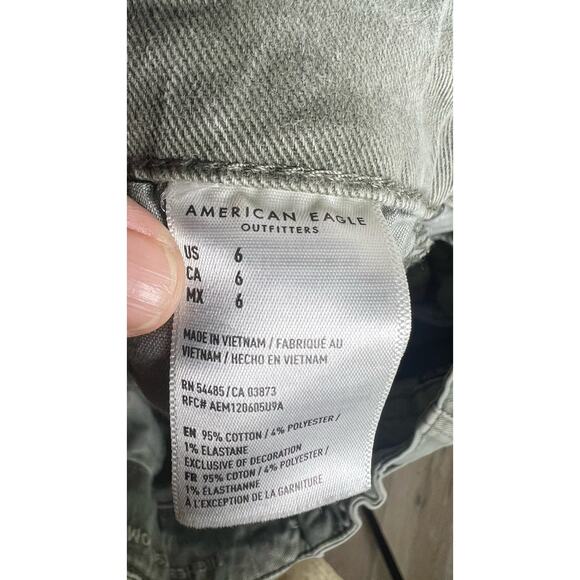 AMERICAN EAGLE
OUTFITTERS
US 6
CA 6
MX 6
MADE IN VIETNAM / FABRIQUÉ AU
VIETNAM / HECHO EN VIETNAM
RN 54485 / CA 03873
RFC# AEM120605U9A
EN 95% COTTON / 4% POLYESTER /
1% ELASTANE
EXCLUSIVE OF DECORATION
FR 95% COTON / 4% POLYESTER /
1% ÉLASTHANNE
À L'EXCEPTION DE LA GARNITURE